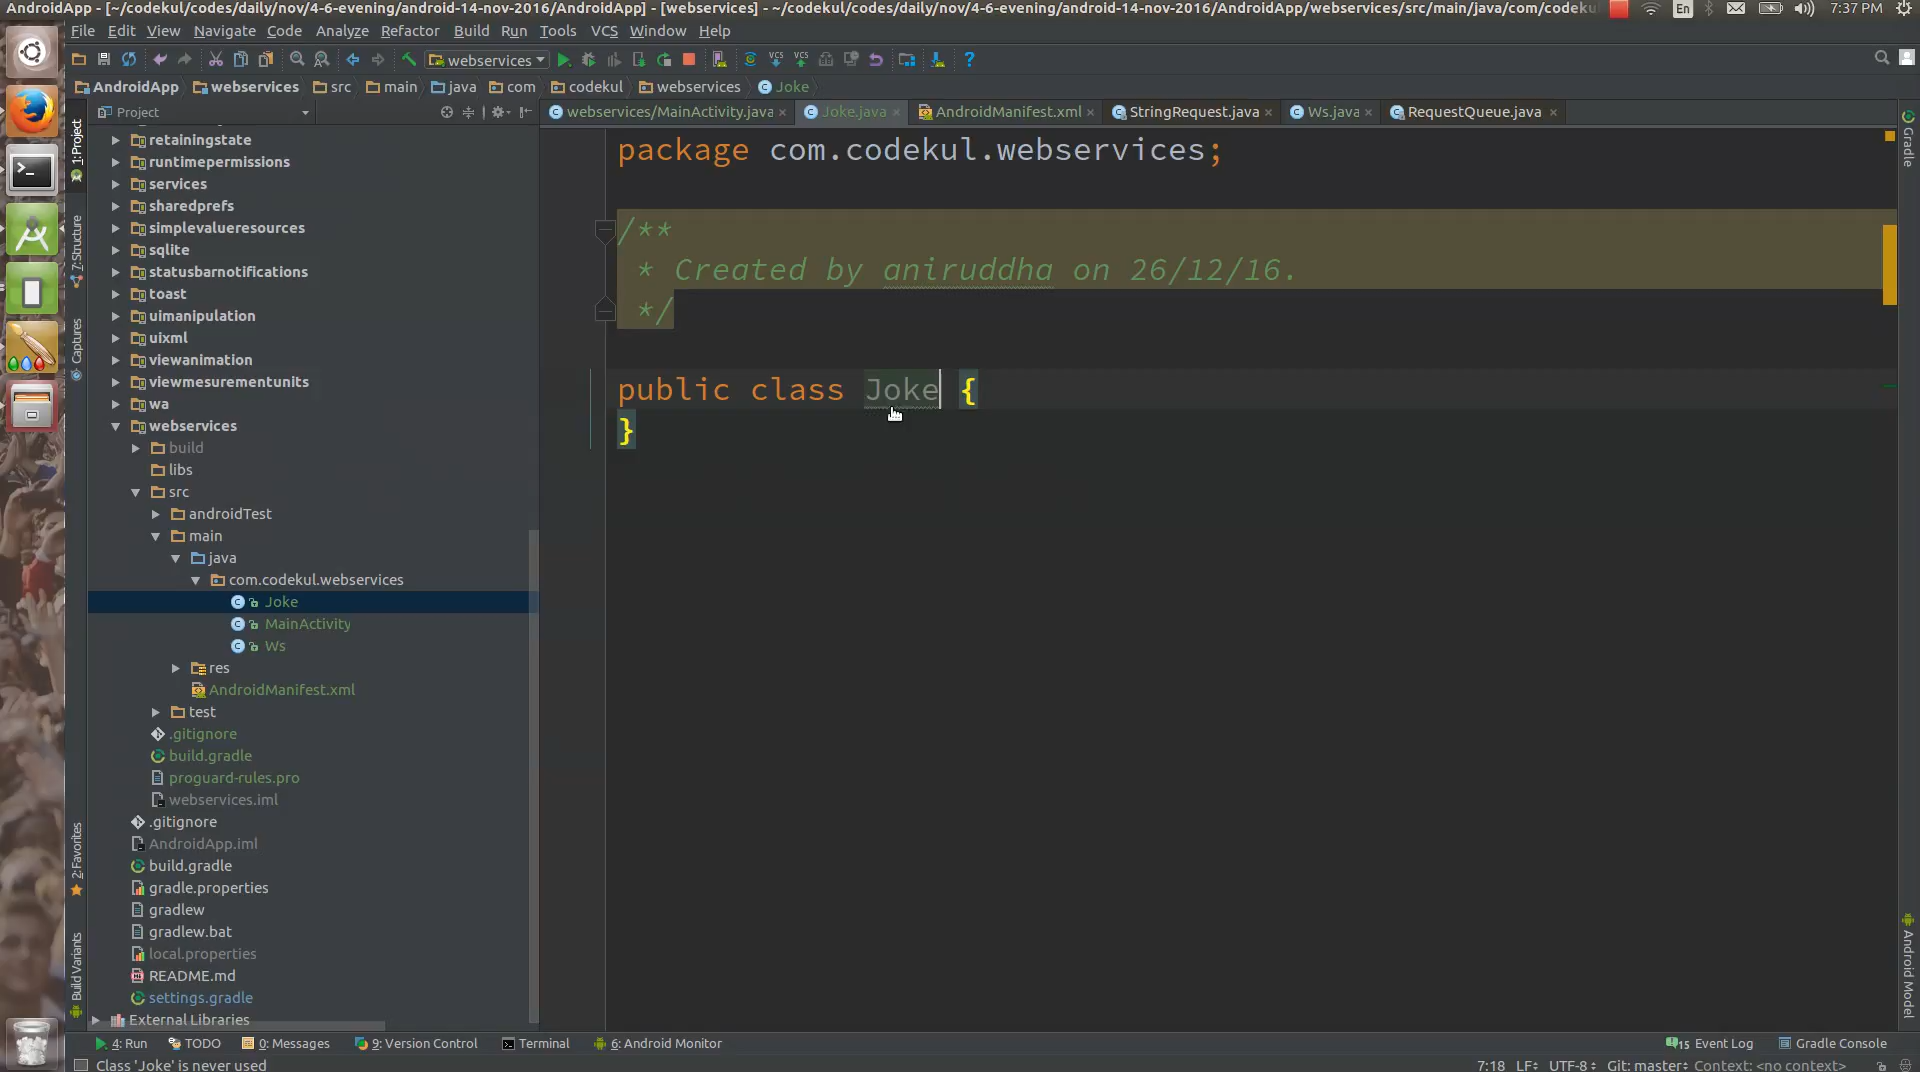 AndroidApp - [~/codekul/codes/daily/nov/4-6-evening/android-14-nov-2016/AndroidApp] - [webservices] - ~/codekul/codes/daily/nov/4-6-evening/android-14-nov-2016/AndroidApp/webservices/src/main/java/com/codeku
En
7:37 PM
File Edit View Navigate Code Analyze Refactor Build Run Tools VCS Window Help
webservices
VCS VCS
AndroidApp webservices src main java com codekul webservices Joke
Project
webservices/MainActivity.java Joke.java AndroidManifest.xml StringRequest.java Ws.java RequestQueue.java
1: Project
7: Structure
Captures
2: Favorites
Build Variants
retainingstate
runtimepermissions
services
sharedprefs
simplevalueresources
sqlite
statusbarnotifications
toast
uimanipulation
uixml
viewanimation
viewmesurementunits
wa
webservices
build
libs
src
androidTest
main
java
com.codekul.webservices
Joke
MainActivity
Ws
res
AndroidManifest.xml
test
.gitignore
build.gradle
proguard-rules.pro
webservices.iml
.gitignore
AndroidApp.iml
build.gradle
gradle.properties
gradlew
gradlew.bat
local.properties
README.md
settings.gradle
External Libraries
package com.codekul.webservices;
/**
* Created by aniruddha on 26/12/16.
*/
public class Joke {
}
Gradle
Android Model
4: Run TODO 0: Messages 9: Version Control Terminal 6: Android Monitor
15 Event Log Gradle Console
Class 'Joke' is never used
7:18 LF÷ UTF-8÷ Git: master÷ Context: <no context>